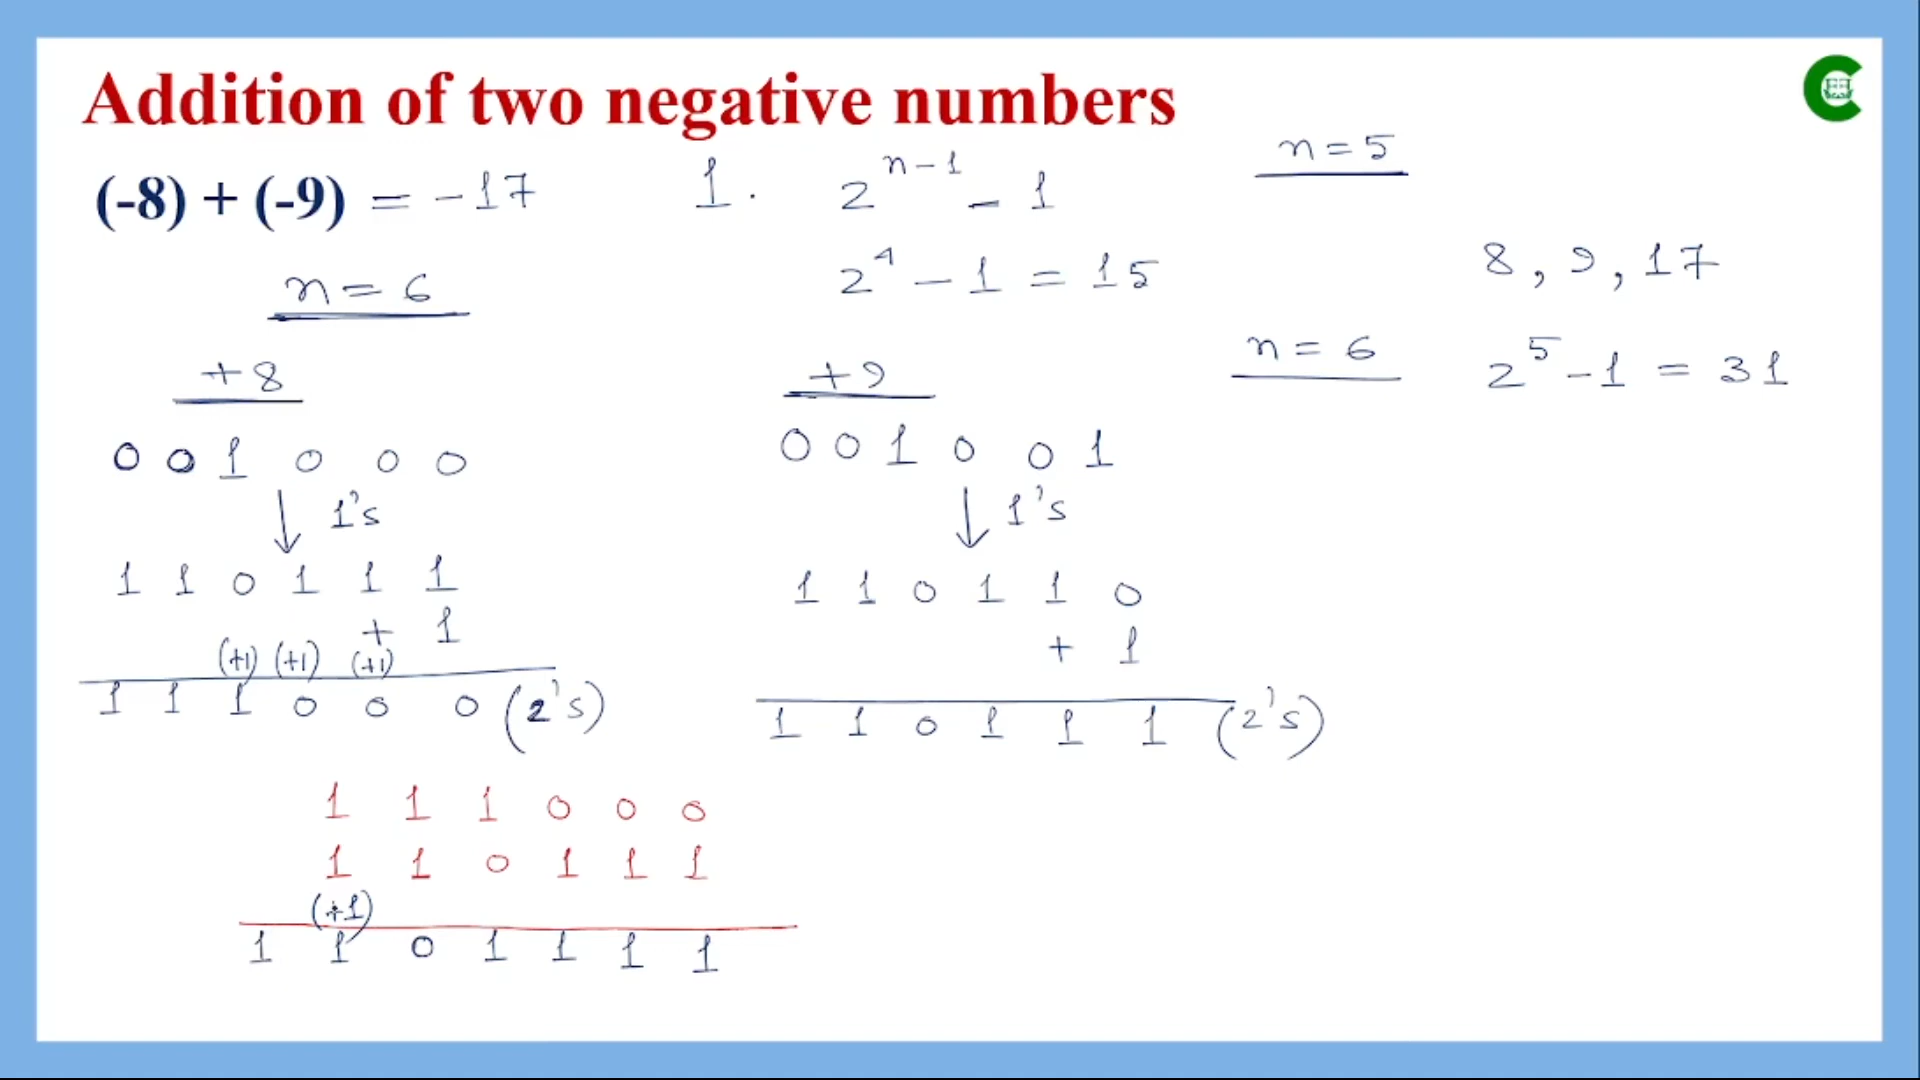 Addition of two negative numbers
(-8) + (-9) = -17
n = 6
1. 2^(n-1) - 1
2^4 - 1 = 15
n = 5
8, 9, 17
n = 6 2^5 - 1 = 31
+8
0 0 1 0 0 0
1's
1 1 0 1 1 1
+ 1
(+1) (+1) (+1)
1 1 1 0 0 0 (2's)
+9
0 0 1 0 0 1
1's
1 1 0 1 1 0
+ 1
1 1 0 1 1 1 (2's)
1 1 1 0 0 0
1 1 0 1 1 1
(+1)
1 1 0 1 1 1 1